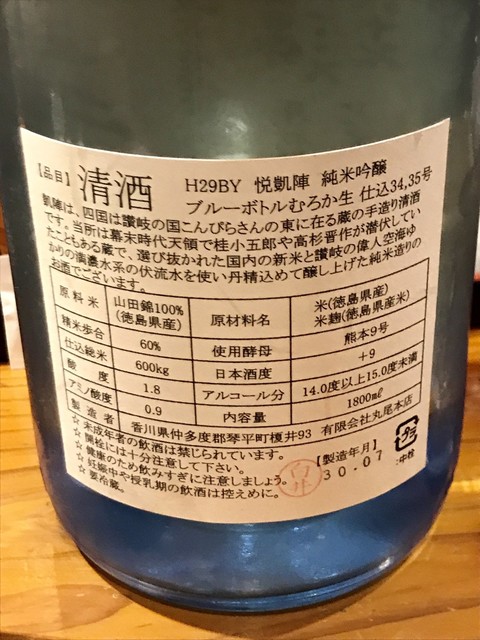 【品目】清酒 H29BY 悦凱陣 純米吟醸
ブルーボトルむろか生 仕込34,35号
凱陣は、四国は讃岐の国こんぴらさんの東に在る蔵の手造り清酒
です。当所は幕末時代天領で桂小五郎や高杉晋作が潜伏してい
たこともある蔵で、選び抜かれた国内の新米と讃岐の偉人空海ゆ
かりの満濃水系の伏流水を使い丹精込めて醸し上げた純米造りの
お酒でございます。
原料米 山田錦100%(徳島県産) 原材料名 米(徳島県産)米麹(徳島県産米)
精米歩合 60% 使用酵母 熊本9号
仕込総米 600kg 日本酒度 +9
酸度 1.8 アルコール分 14.0度以上15.0度未満
アミノ酸度 0.9 内容量 1800ml
製造者 香川県仲多度郡琴平町榎井93 有限会社丸尾本店
☆未成年者の飲酒は禁じられています。
☆開栓には十分注意して下さい。
☆健康のため飲みすぎに注意しましょう。
☆妊娠中や授乳期の飲酒は控えめに。
☆要冷蔵。
【製造年月】
30.07
プラ
:中栓